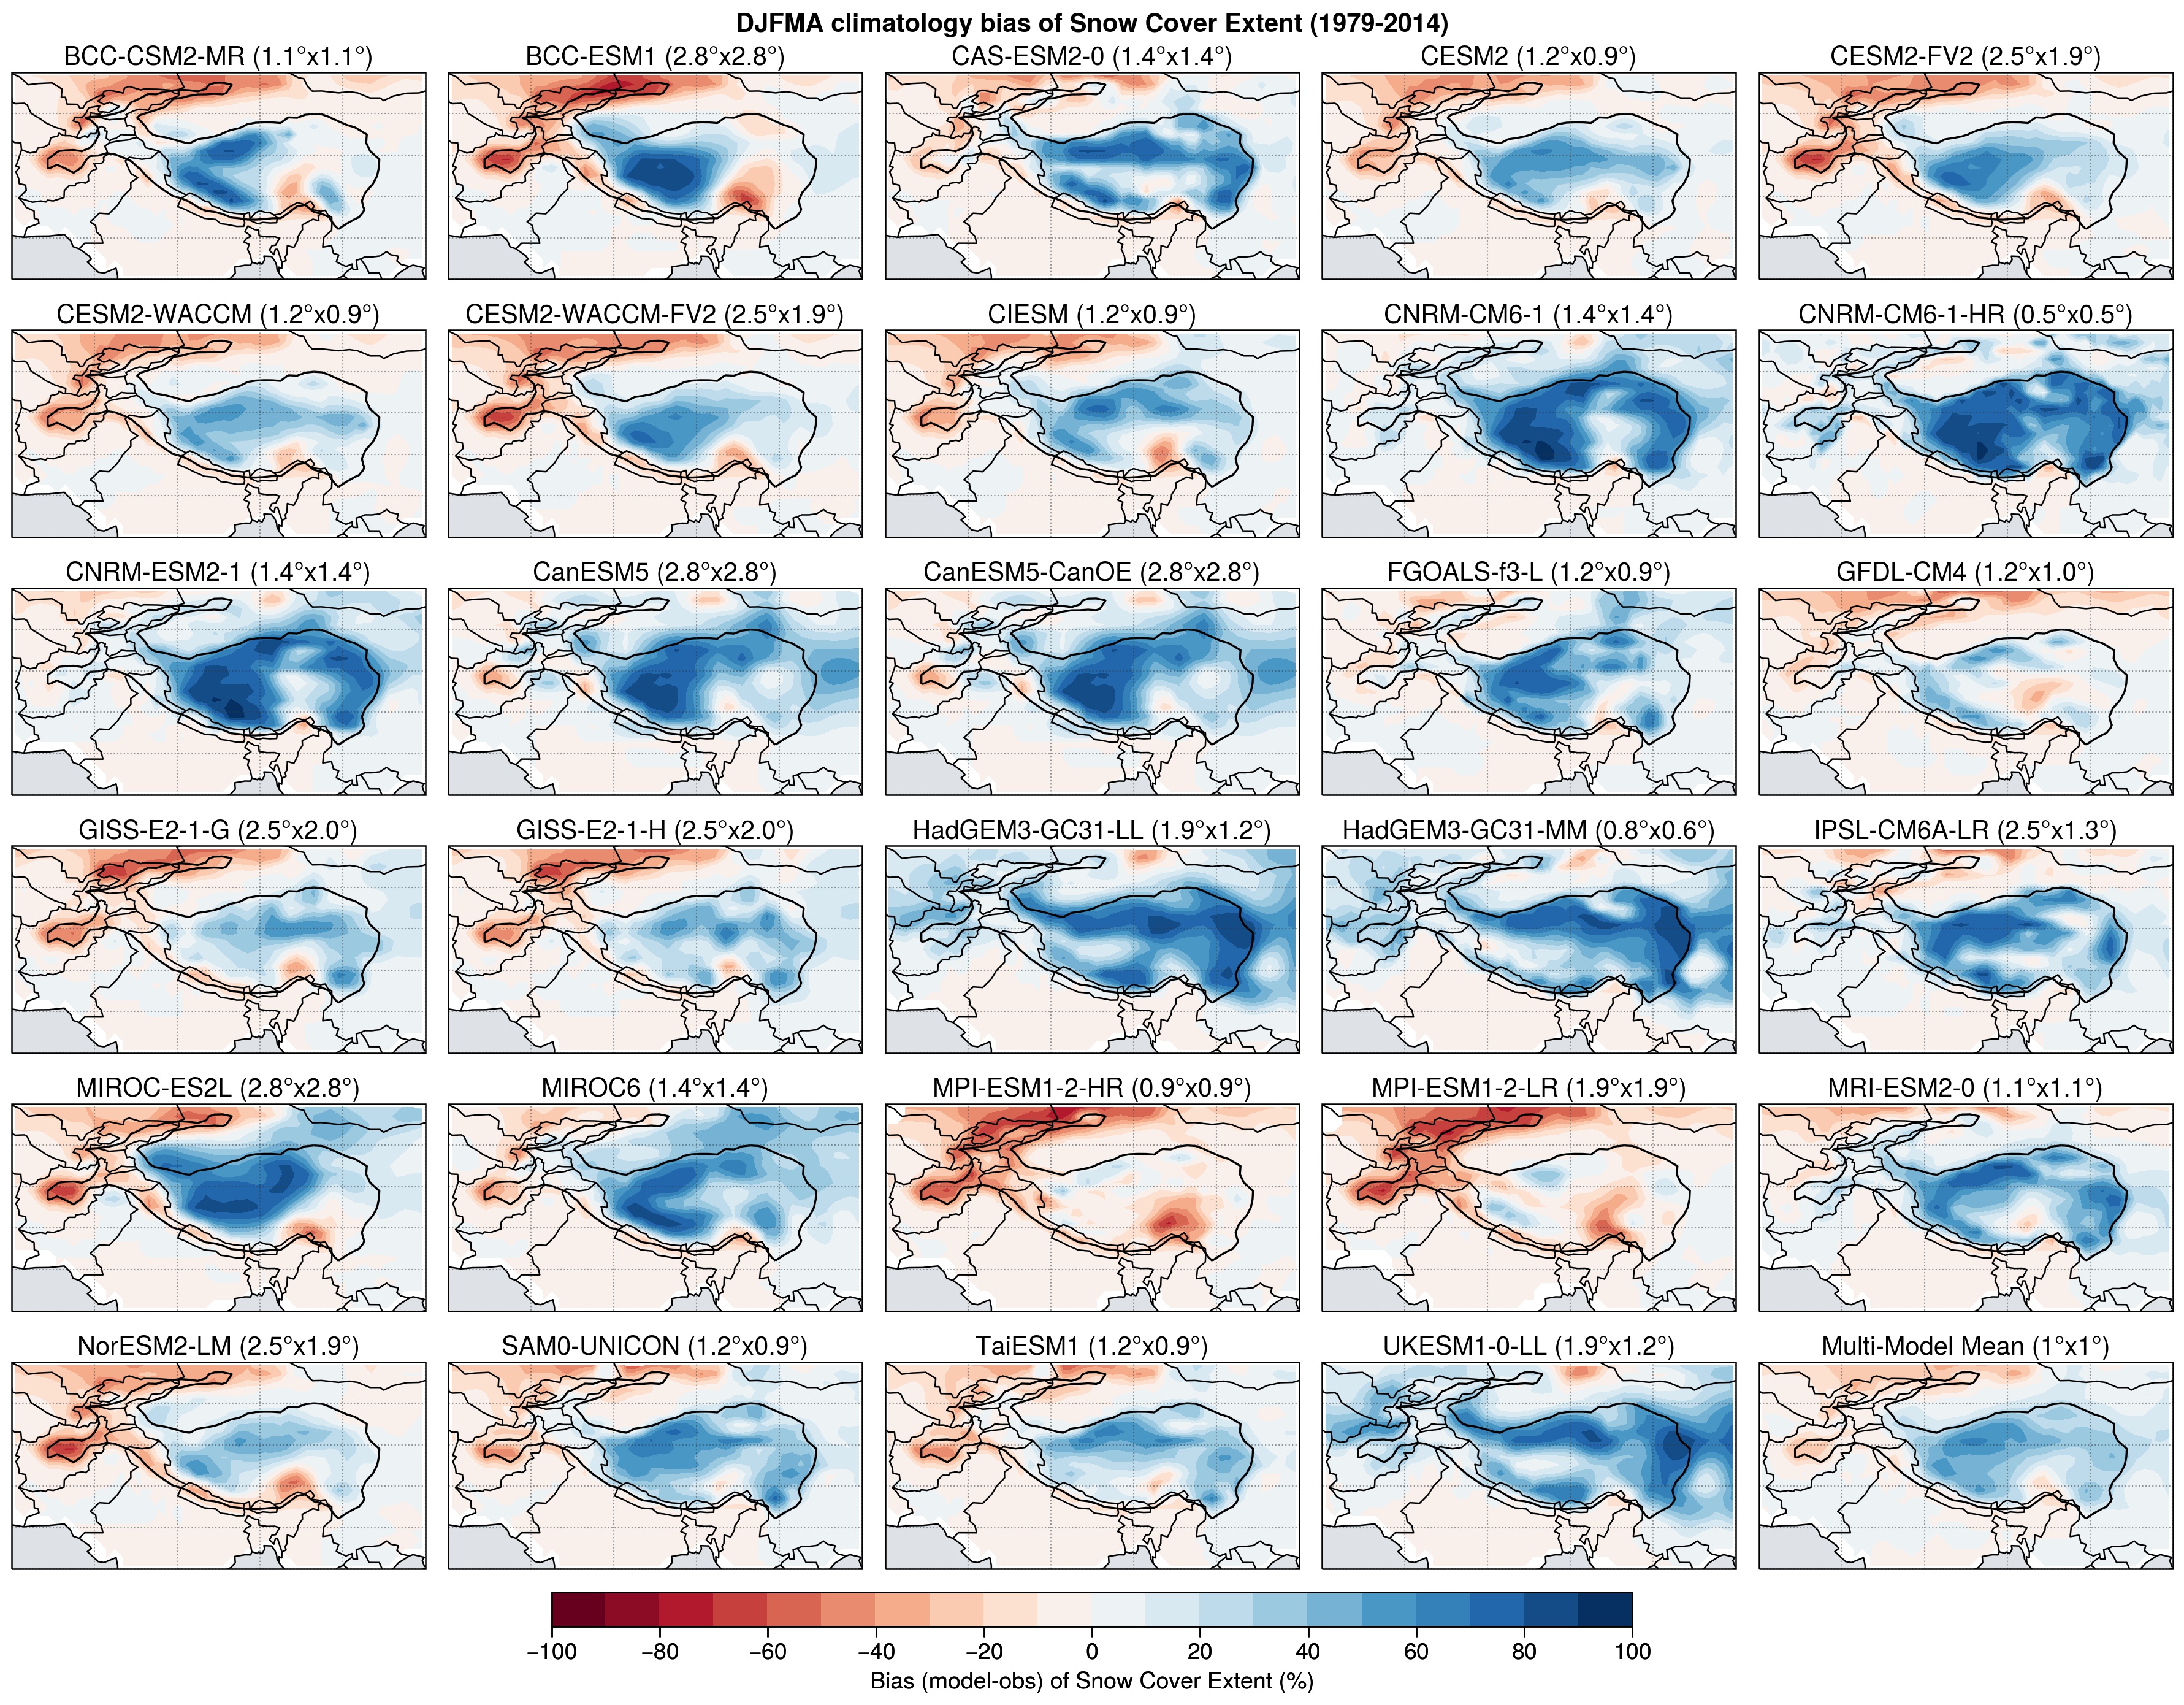 DJFMA climatology bias of Snow Cover Extent (1979-2014)
BCC-CSM2-MR (1.1°x1.1°)
BCC-ESM1 (2.8°x2.8°)
CAS-ESM2-0 (1.4°x1.4°)
CESM2 (1.2°x0.9°)
CESM2-FV2 (2.5°x1.9°)
CESM2-WACCM (1.2°x0.9°)
CESM2-WACCM-FV2 (2.5°x1.9°)
CIESM (1.2°x0.9°)
CNRM-CM6-1 (1.4°x1.4°)
CNRM-CM6-1-HR (0.5°x0.5°)
CNRM-ESM2-1 (1.4°x1.4°)
CanESM5 (2.8°x2.8°)
CanESM5-CanOE (2.8°x2.8°)
FGOALS-f3-L (1.2°x0.9°)
GFDL-CM4 (1.2°x1.0°)
GISS-E2-1-G (2.5°x2.0°)
GISS-E2-1-H (2.5°x2.0°)
HadGEM3-GC31-LL (1.9°x1.2°)
HadGEM3-GC31-MM (0.8°x0.6°)
IPSL-CM6A-LR (2.5°x1.3°)
MIROC-ES2L (2.8°x2.8°)
MIROC6 (1.4°x1.4°)
MPI-ESM1-2-HR (0.9°x0.9°)
MPI-ESM1-2-LR (1.9°x1.9°)
MRI-ESM2-0 (1.1°x1.1°)
NorESM2-LM (2.5°x1.9°)
SAM0-UNICON (1.2°x0.9°)
TaiESM1 (1.2°x0.9°)
UKESM1-0-LL (1.9°x1.2°)
Multi-Model Mean (1°x1°)
−100 −80 −60 −40 −20 0 20 40 60 80 100
Bias (model-obs) of Snow Cover Extent (%)